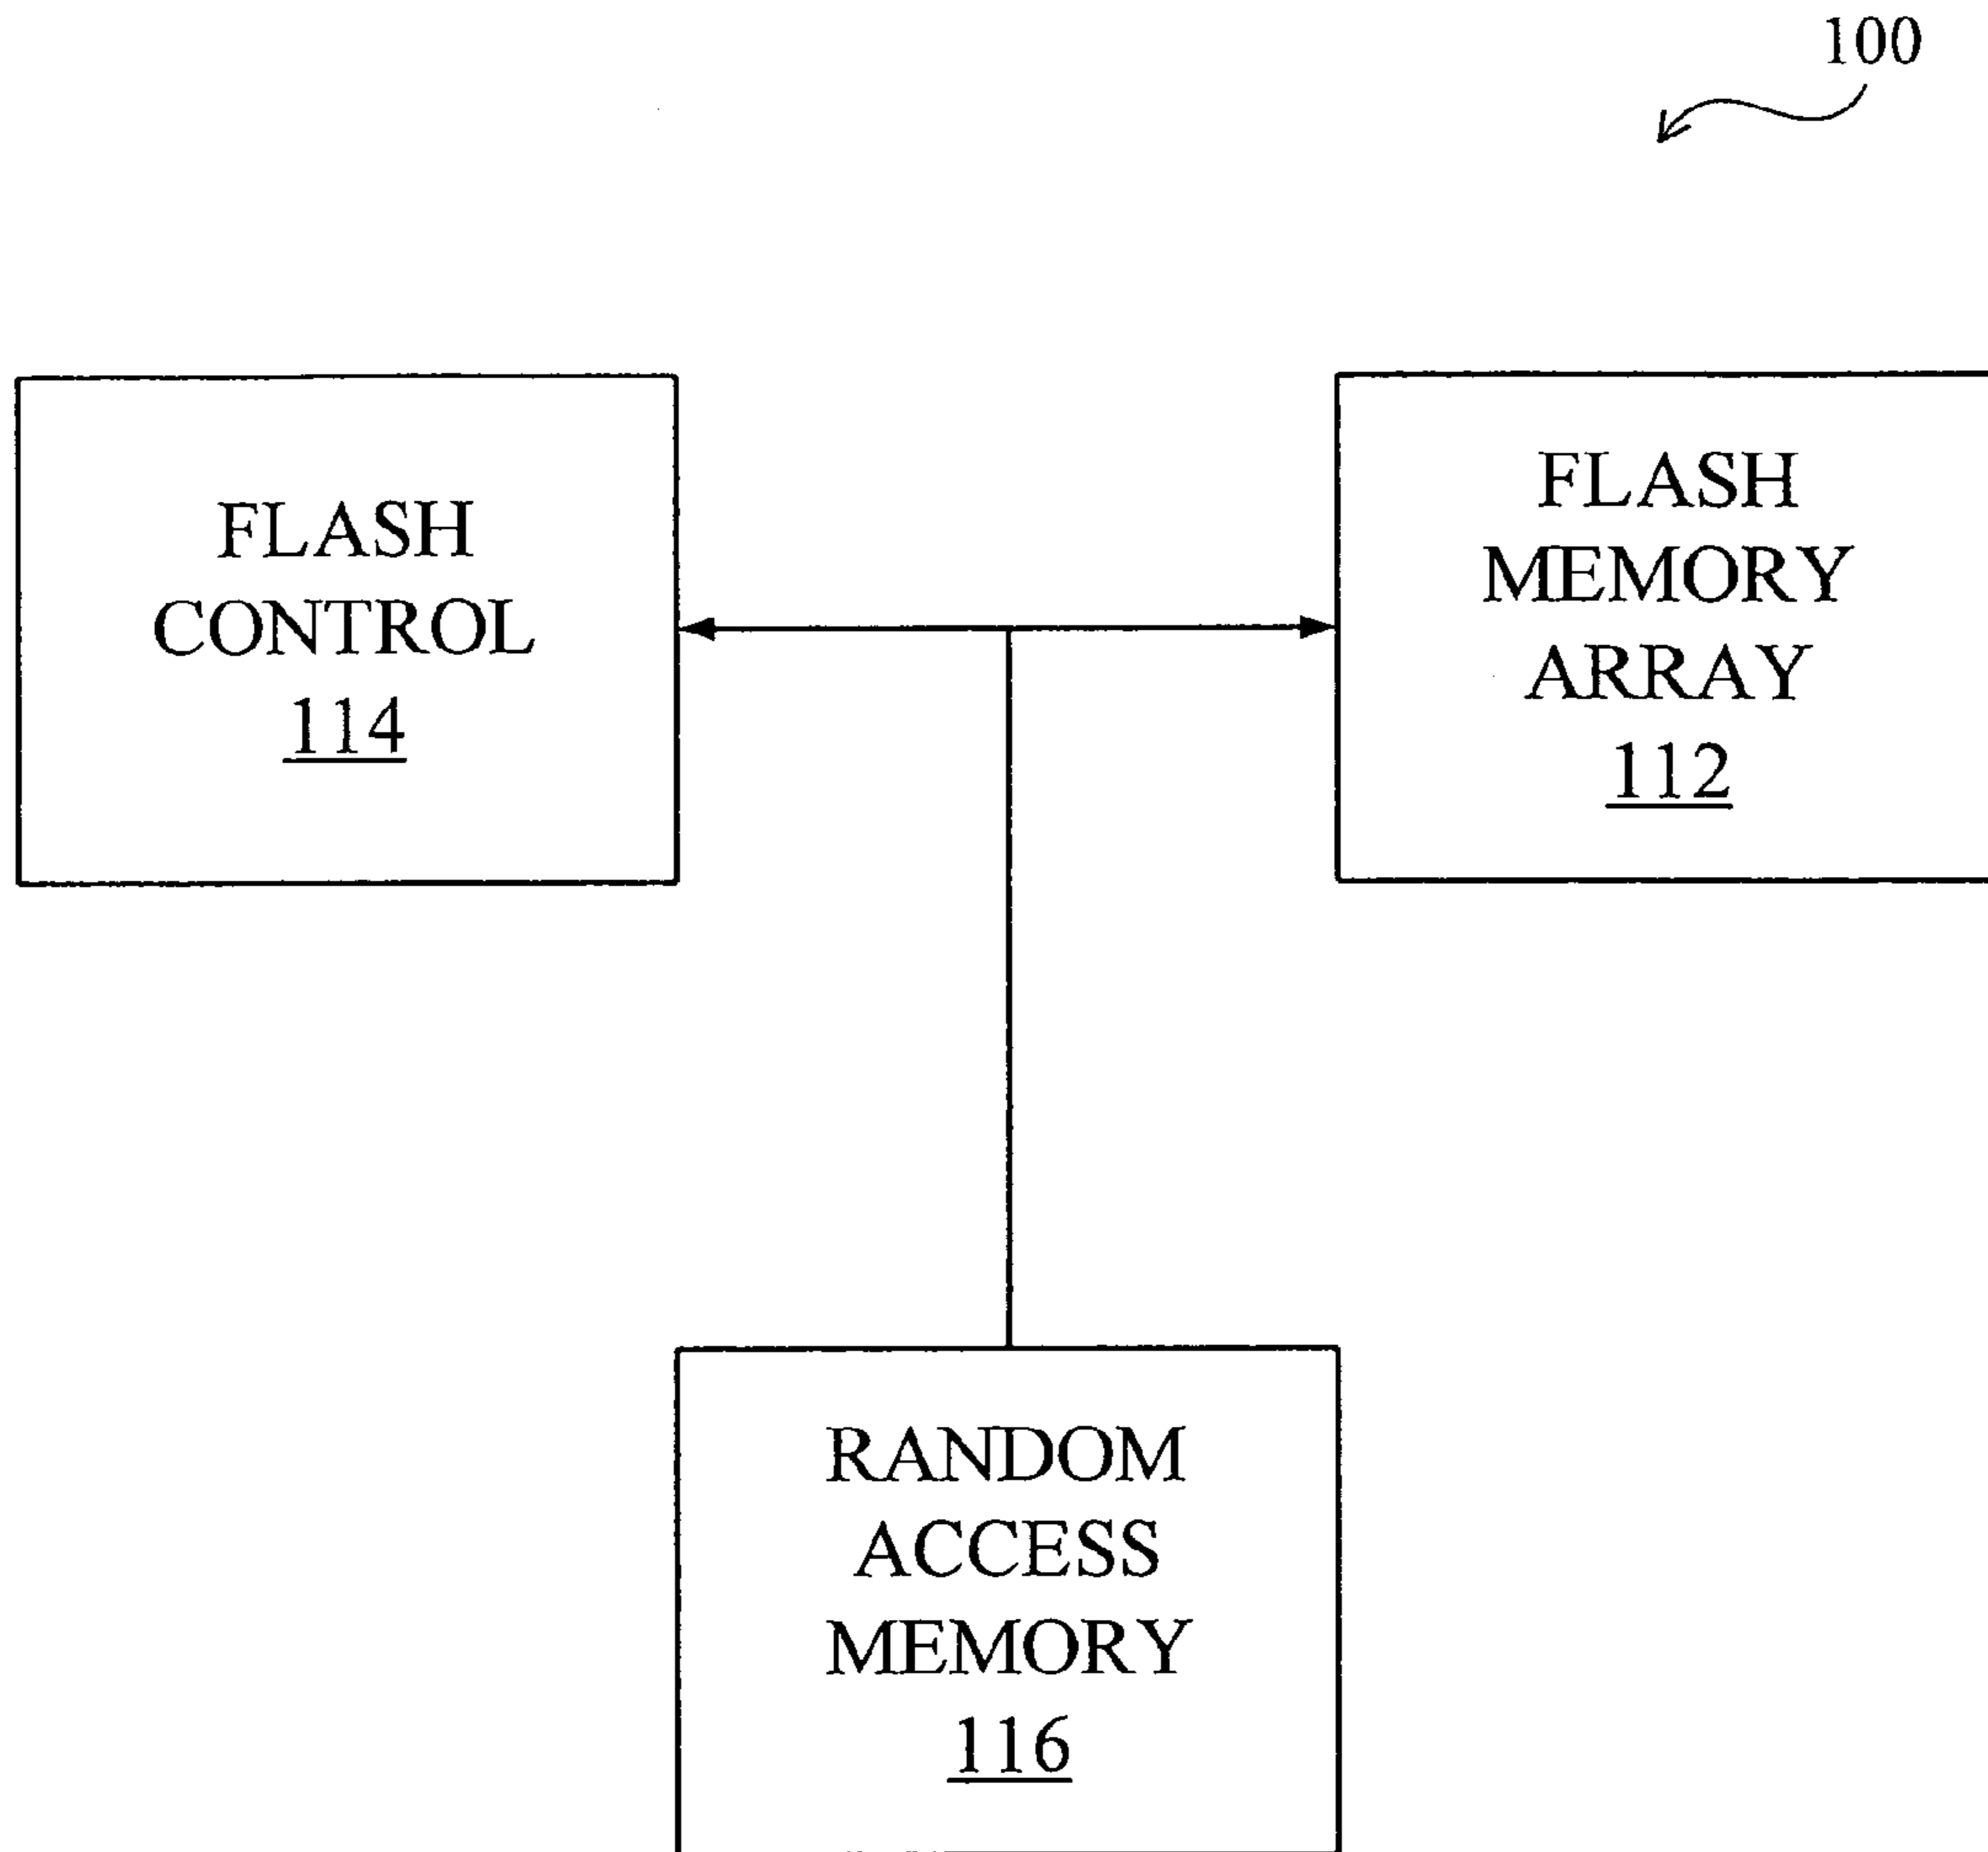 100
FLASH
CONTROL
114
FLASH
MEMORY
ARRAY
112
RANDOM
ACCESS
MEMORY
116